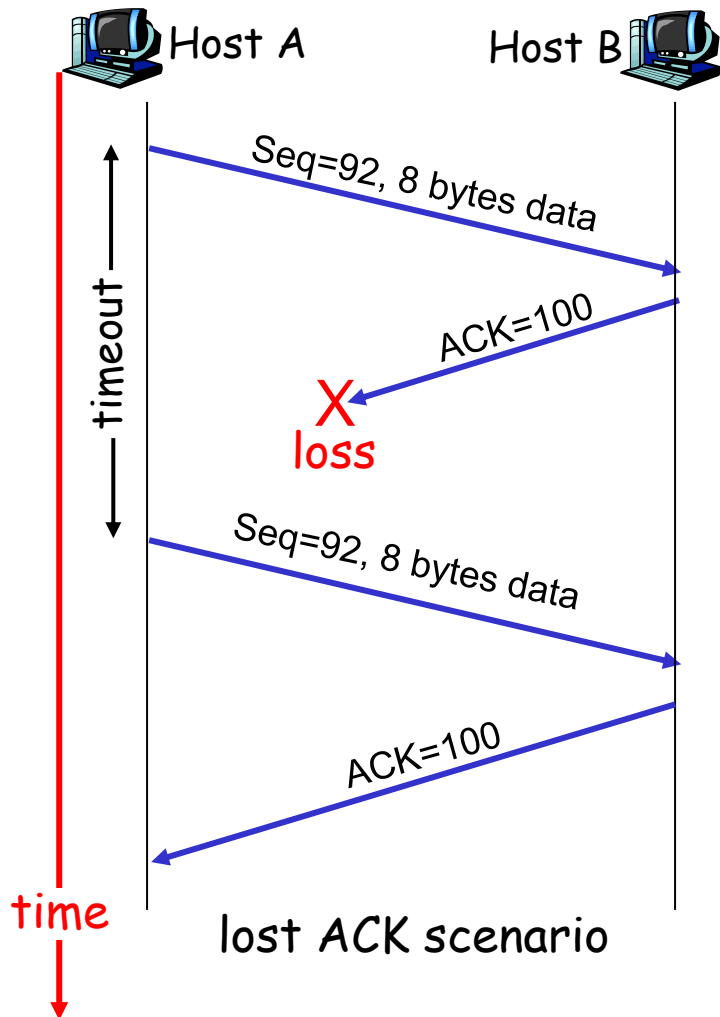 Host A
Host B
Seq=92, 8 bytes data
ACK=100
timeout
X
loss
Seq=92, 8 bytes data
ACK=100
time
lost ACK scenario